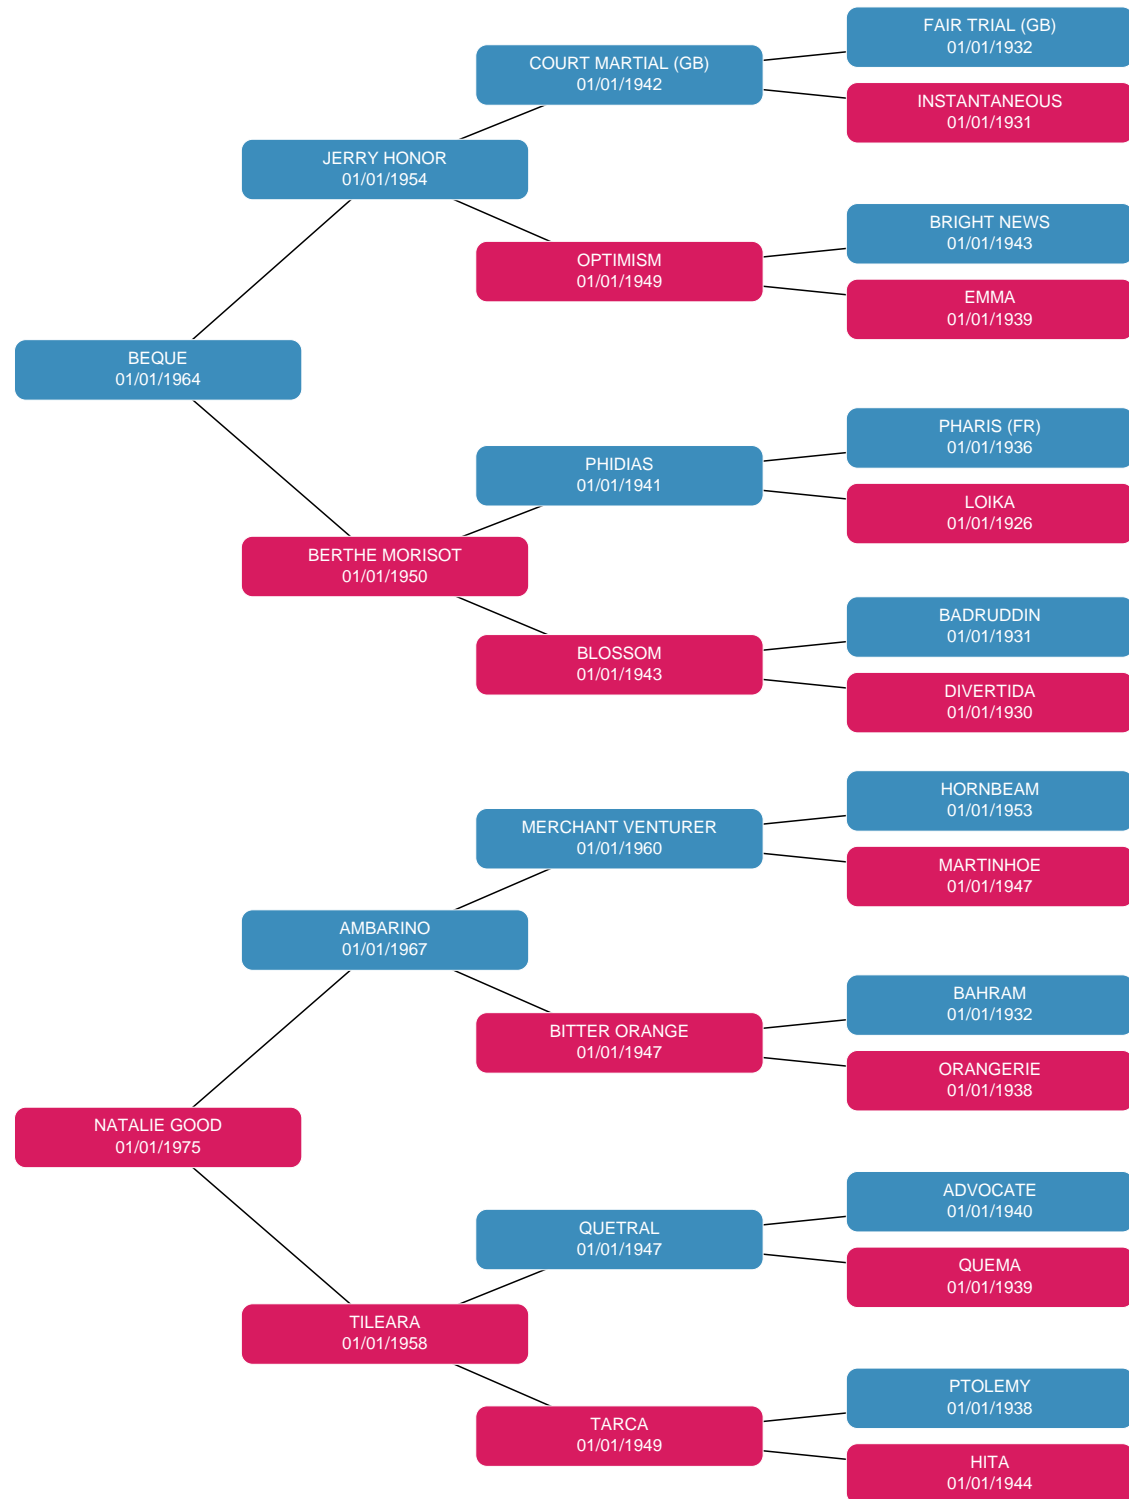 FAIR TRIAL (GB)
01/01/1932
COURT MARTIAL (GB)
01/01/1942
INSTANTANEOUS
01/01/1931
JERRY HONOR
01/01/1954
BRIGHT NEWS
01/01/1943
OPTIMISM
01/01/1949
EMMA
01/01/1939
BEQUE
01/01/1964
PHARIS (FR)
01/01/1936
PHIDIAS
01/01/1941
LOIKA
01/01/1926
BERTHE MORISOT
01/01/1950
BADRUDDIN
01/01/1931
BLOSSOM
01/01/1943
DIVERTIDA
01/01/1930
HORNBEAM
01/01/1953
MERCHANT VENTURER
01/01/1960
MARTINHOE
01/01/1947
AMBARINO
01/01/1967
BAHRAM
01/01/1932
BITTER ORANGE
01/01/1947
ORANGERIE
01/01/1938
NATALIE GOOD
01/01/1975
ADVOCATE
01/01/1940
QUETRAL
01/01/1947
QUEMA
01/01/1939
TILEARA
01/01/1958
PTOLEMY
01/01/1938
TARCA
01/01/1949
HITA
01/01/1944